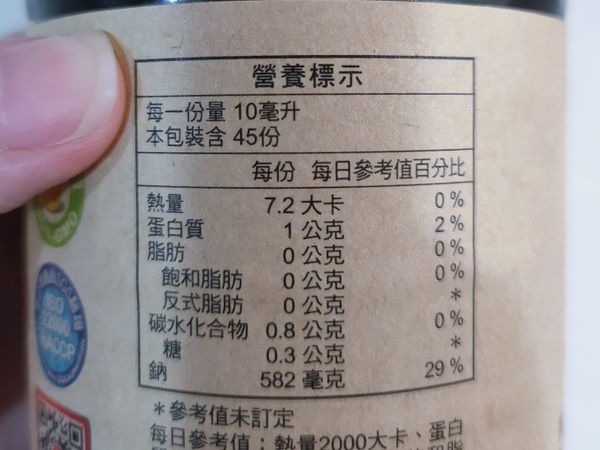 營養標示
每一份量 10毫升
本包裝含 45份
每份 每日參考值百分比
熱量 7.2 大卡 0 %
蛋白質 1 公克 2 %
脂肪 0 公克 0 %
飽和脂肪 0 公克 0 %
反式脂肪 0 公克 *
碳水化合物 0.8 公克 0 %
糖 0.3 公克 *
鈉 582 毫克 29 %
*參考值未訂定
每日參考值：熱量2000大卡、蛋白
ISO
22000
HACCP